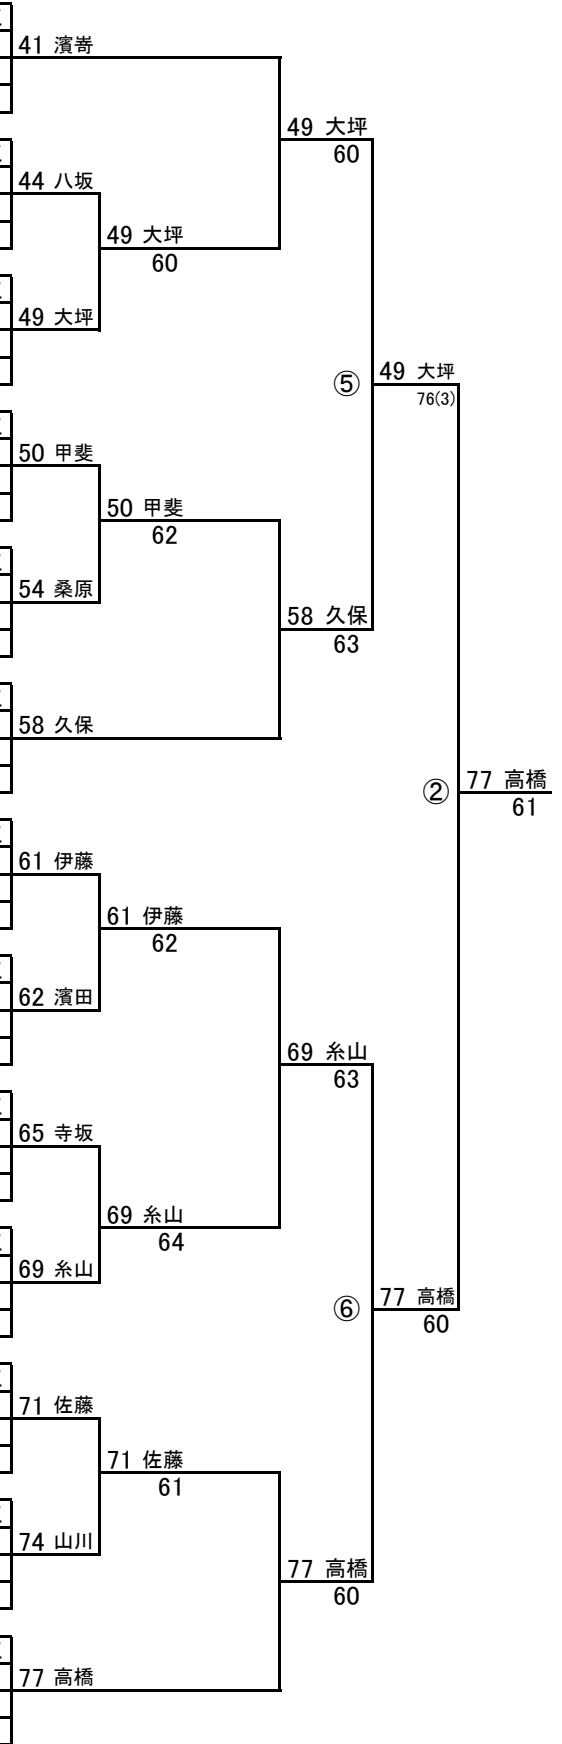 41 濱嵜
49 大坪
60
44 八坂
49 大坪
60
49 大坪
⑤
49 大坪
76(3)
50 甲斐
50 甲斐
62
54 桑原
58 久保
63
58 久保
②
77 高橋
61
61 伊藤
61 伊藤
62
62 濱田
69 糸山
63
65 寺坂
69 糸山
64
69 糸山
⑥
77 高橋
60
71 佐藤
71 佐藤
61
74 山川
77 高橋
60
77 高橋